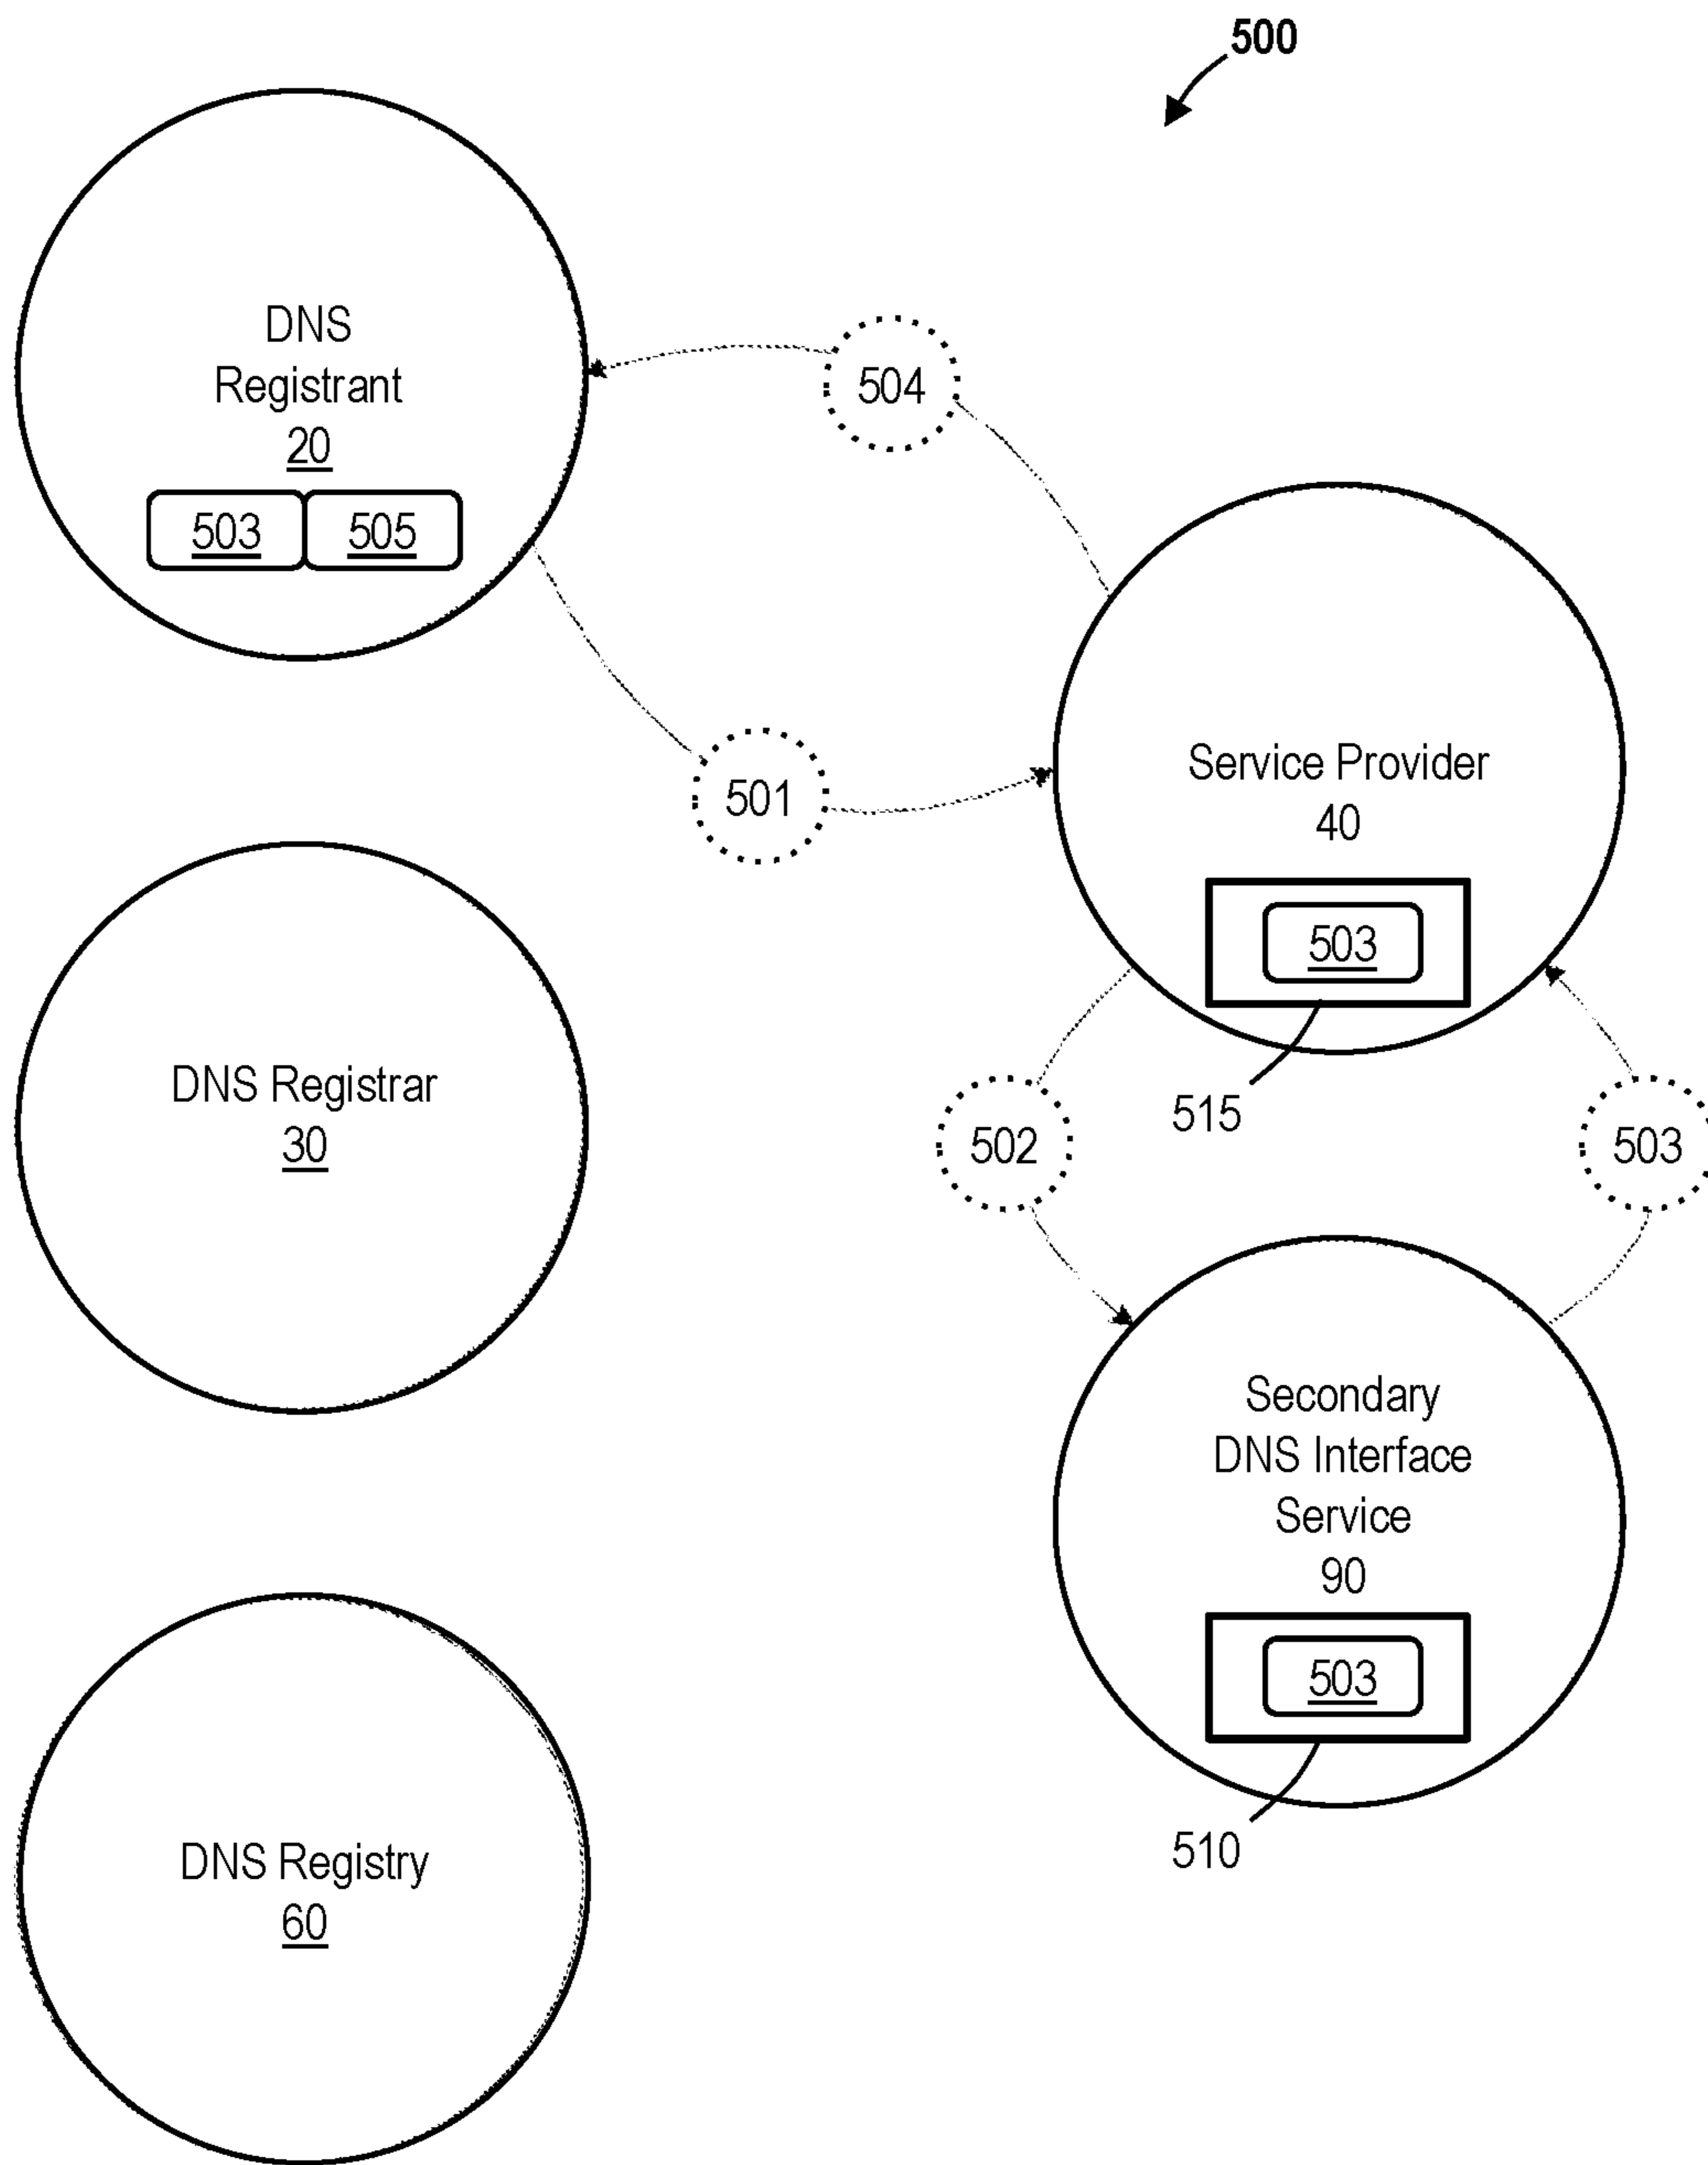 500
DNS
Registrant
20
503 505
504
501
Service Provider
40
503
515
502
503
DNS Registrar
30
Secondary
DNS Interface
Service
90
503
510
DNS Registry
60